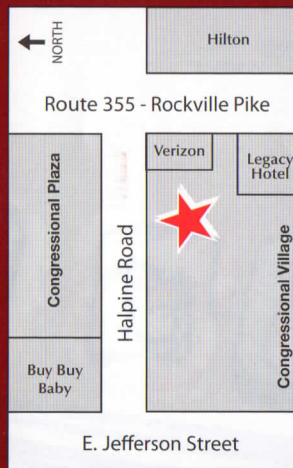 NORTH
Hilton
Route 355 - Rockville Pike
Verizon
Legacy
Hotel
Congressional Plaza
Halpine Road
Congressional Village
Buy Buy
Baby
E. Jefferson Street